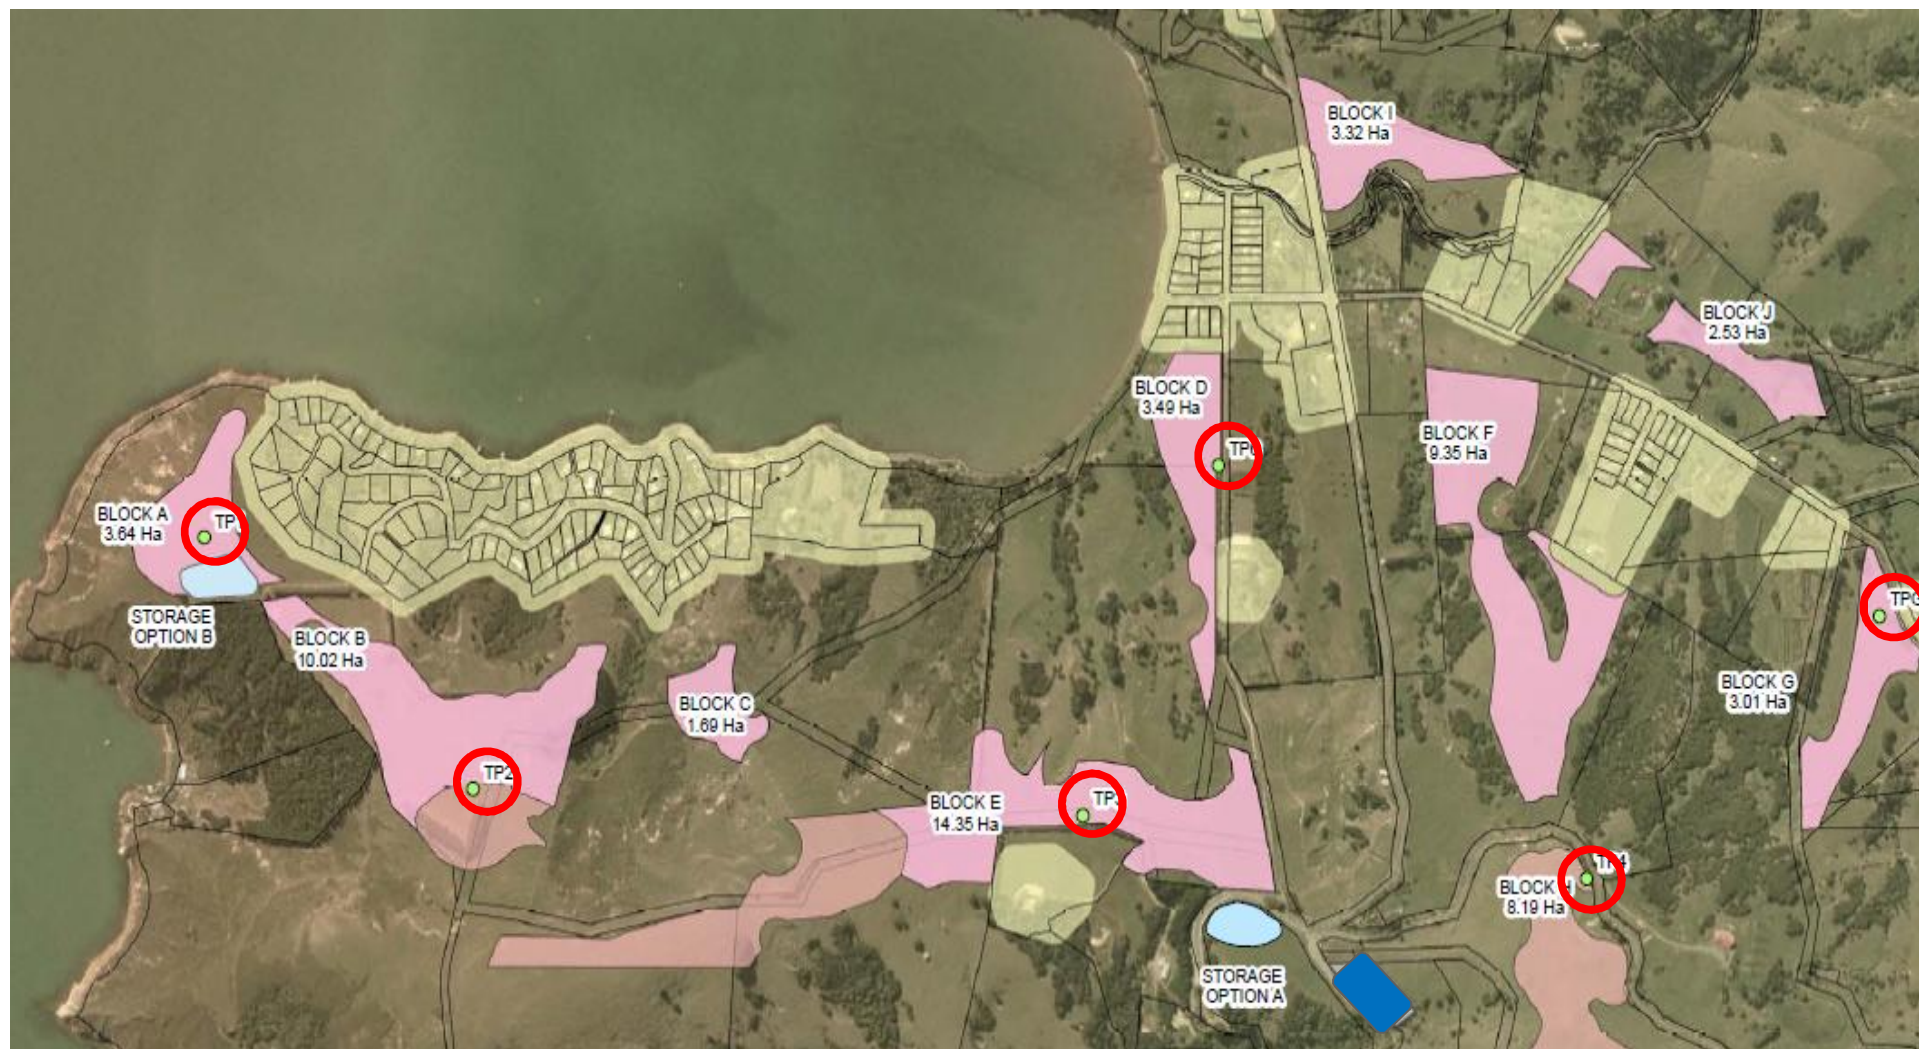 BLOCK I
3.32 Ha
BLOCK J
2.53 Ha
BLOCK D
3.49 Ha
BLOCK F
9.35 Ha
BLOCK A
3.64 Ha
STORAGE
OPTION B
BLOCK B
10.02 Ha
BLOCK C
1.69 Ha
BLOCK G
3.01 Ha
TP2
BLOCK E
14.35 Ha
TP4
BLOCK H
8.19 Ha
STORAGE
OPTION A